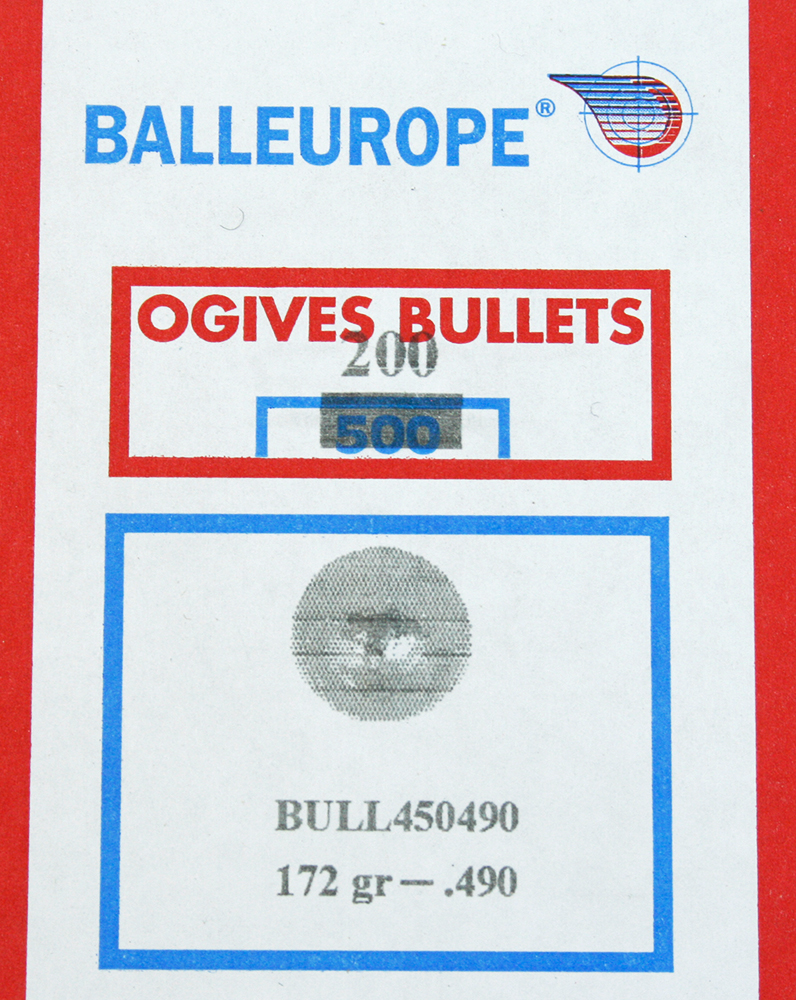 BALLEUROPE®
OGIVES BULLETS
200
500
BULL450490
172 gr — .490